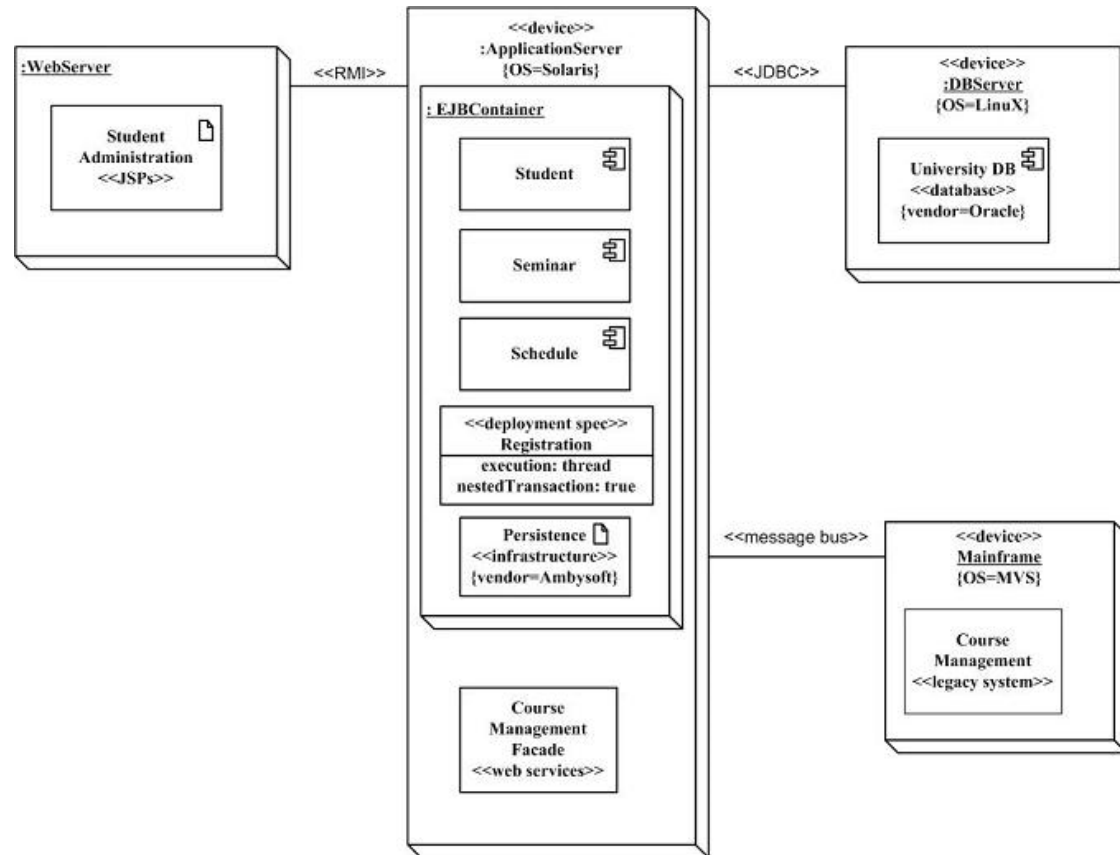 :WebServer
Student
Administration
<<JSPs>>
<<RMI>>
<<device>>
:ApplicationServer
{OS=Solaris}
: EJBContainer
Student
Seminar
Schedule
<<deployment spec>>
Registration
execution: thread
nestedTransaction: true
Persistence
<<infrastructure>>
{vendor=Ambysoft}
Course
Management
Facade
<<web services>>
<<JDBC>>
<<device>>
:DBServer
{OS=LinuX}
University DB
<<database>>
{vendor=Oracle}
<<message bus>>
<<device>>
Mainframe
{OS=MVS}
Course
Management
<<legacy system>>